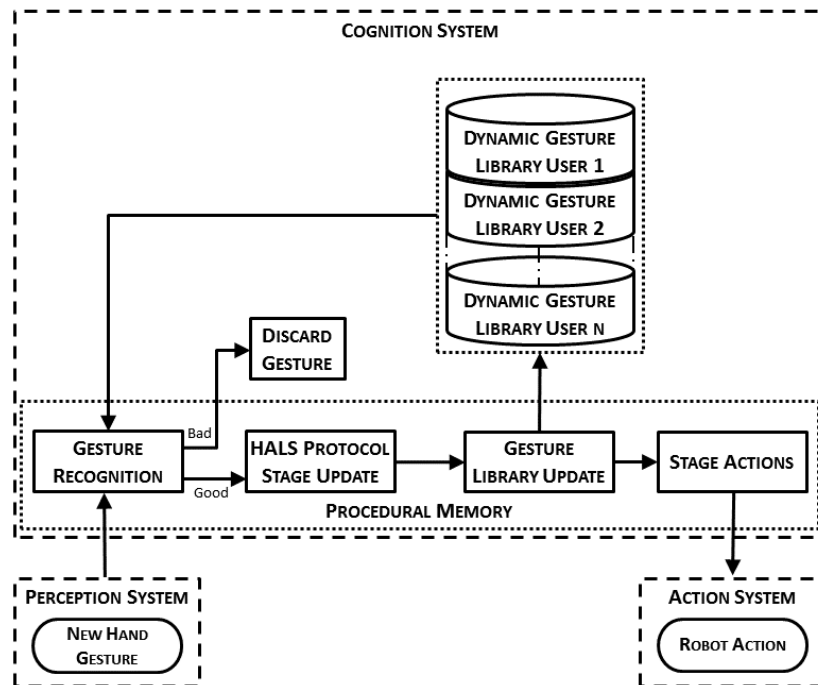 COGNITION SYSTEM
DYNAMIC GESTURE
LIBRARY USER 1
DYNAMIC GESTURE
LIBRARY USER 2
DYNAMIC GESTURE
LIBRARY USER N
DISCARD
GESTURE
Bad
GESTURE
RECOGNITION
Good
HALS PROTOCOL
STAGE UPDATE
GESTURE
LIBRARY UPDATE
STAGE ACTIONS
PROCEDURAL MEMORY
PERCEPTION SYSTEM
NEW HAND
GESTURE
ACTION SYSTEM
ROBOT ACTION